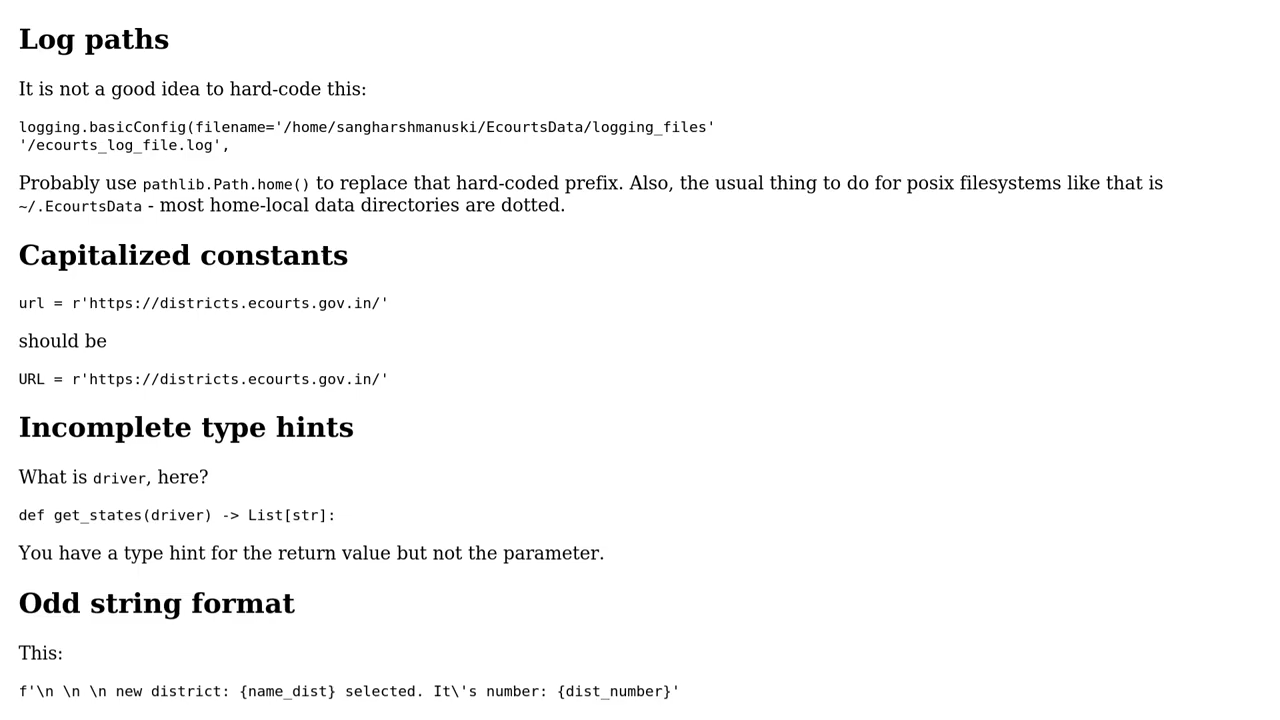 Log paths
It is not a good idea to hard-code this:
logging.basicConfig(filename='/home/sangharshmanuski/EcourtsData/logging_files'
'/ecourts_log_file.log',
Probably use pathlib.Path.home() to replace that hard-coded prefix. Also, the usual thing to do for posix filesystems like that is
~/.EcourtsData - most home-local data directories are dotted.
Capitalized constants
url = r'https://districts.ecourts.gov.in/'
should be
URL = r'https://districts.ecourts.gov.in/'
Incomplete type hints
What is driver, here?
def get_states(driver) -> List[str]:
You have a type hint for the return value but not the parameter.
Odd string format
This:
f'\n \n \n new district: {name_dist} selected. It\'s number: {dist_number}'